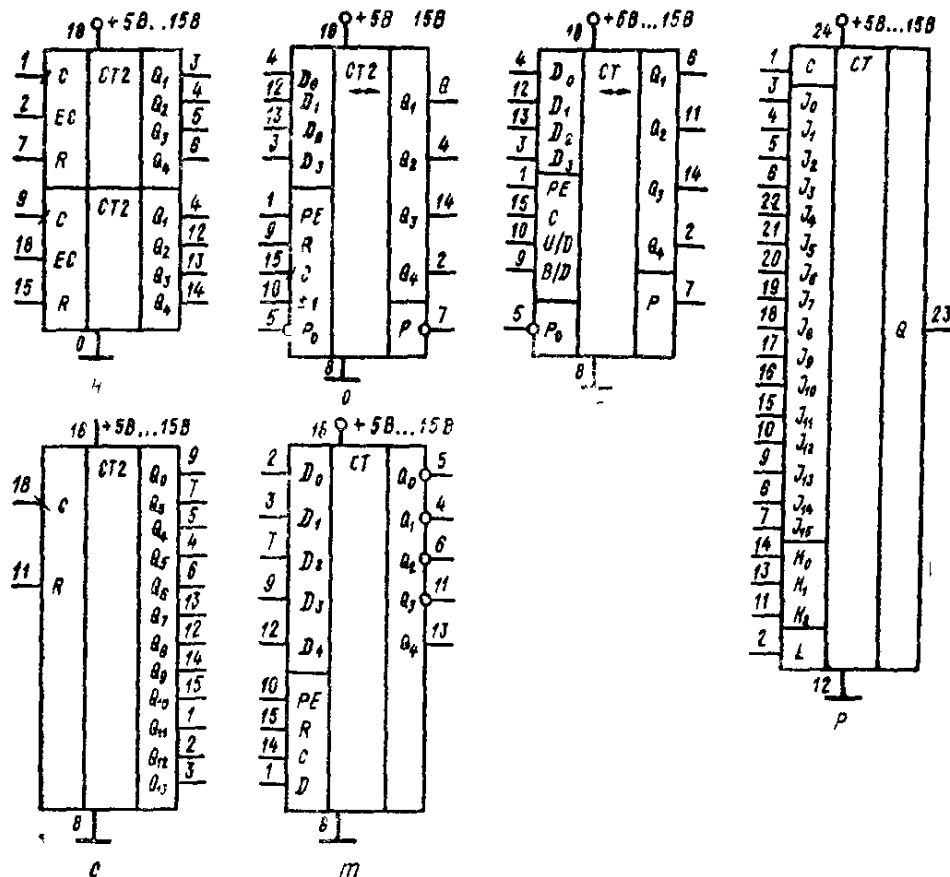 18 +5В...15В
1 C CT2 Q1 3
2 EC Q2 4
7 R Q3 5
Q4 6
9 C CT2 Q1 4
18 EC Q2 12
15 R Q3 13
Q4 14
0
н
16 +5В 15В
4 D0 CT2
12 D1 Q1 6
13 D2
3 D3 Q2 4
1 PE Q3 14
9 R
15 C Q4 2
10 ±1
5 P0 P 7
8
о
16 +5В...15В
4 D0 CT Q1 6
12 D1
13 D2 Q2 11
3 D3
1 PE Q3 14
15 C
10 U/D Q4 2
9 B/D
5 P0 P 7
8
24 +5В...15В
1 C CT
3 J0
4 J1
5 J2
6 J3
22 J4
21 J5
20 J6
19 J7
18 J8 Q 23
17 J9
16 J10
15 J11
10 J12
9 J13
6 J14
7 J15
14 K0
13 K1
11 K2
2 L
12
р
16 +5В...15В
CT2 Q0 9
18 C Q3 7
Q4 5
Q5 4
11 R Q6 6
Q7 13
Q8 12
Q9 14
Q10 15
Q11 1
Q12 2
Q13 3
8
с
16 +5В...15В
2 D0 CT Q0 5
3 D1 Q1 4
7 D2 Q2 6
9 D3 Q3 11
12 D4 Q4 13
10 PE
15 R
14 C
1 D
8
т